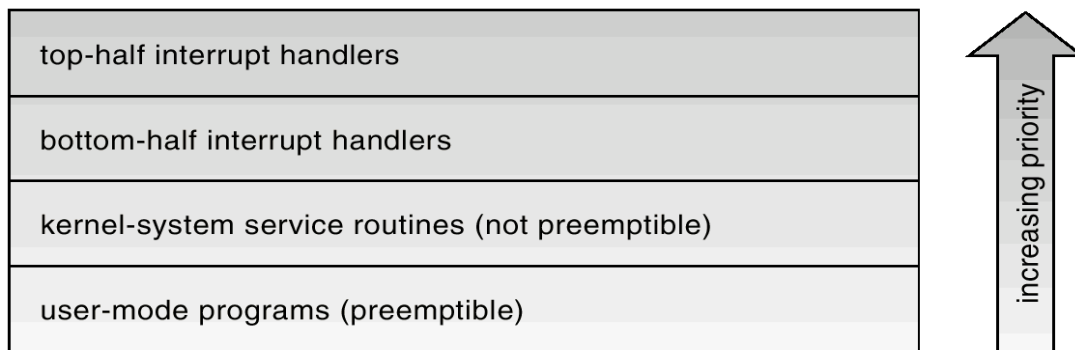 top-half interrupt handlers
bottom-half interrupt handlers
kernel-system service routines (not preemptible)
user-mode programs (preemptible)
increasing priority